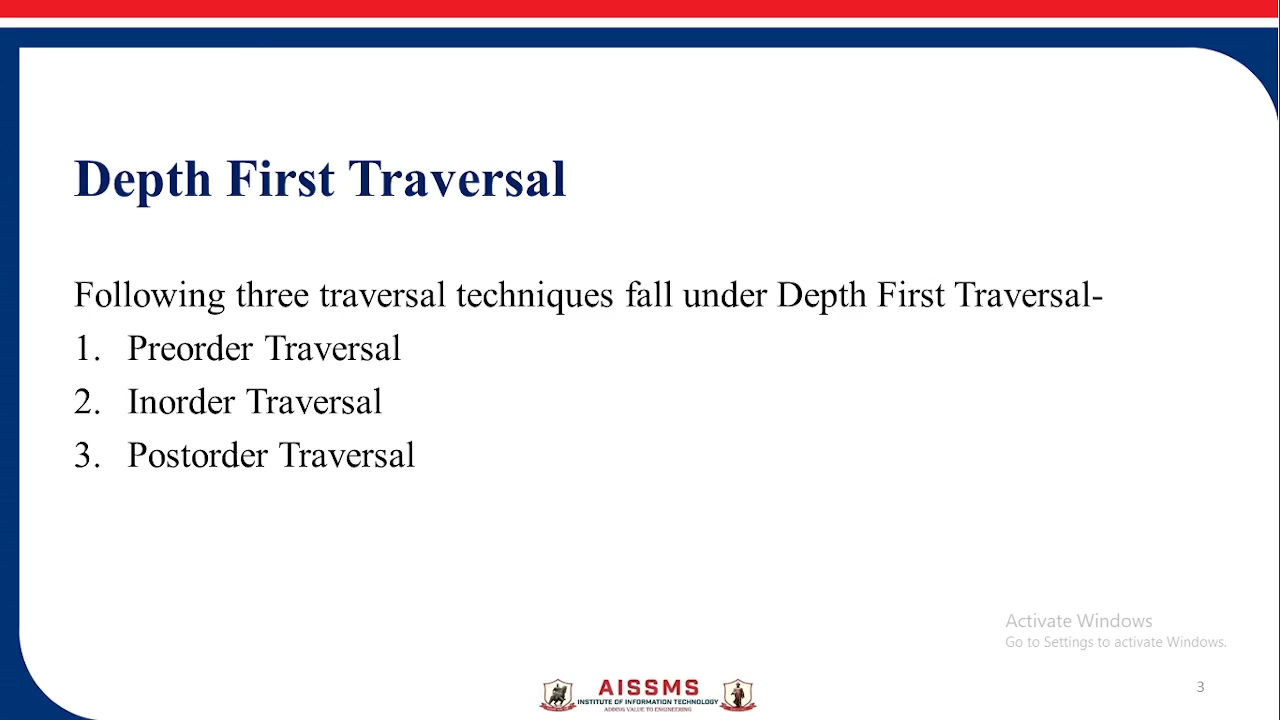 Depth First Traversal
Following three traversal techniques fall under Depth First Traversal-
1. Preorder Traversal
2. Inorder Traversal
3. Postorder Traversal
Activate Windows
Go to Settings to activate Windows.
AISSMS
INSTITUTE OF INFORMATION TECHNOLOGY
ADDING VALUE TO ENGINEERING
3